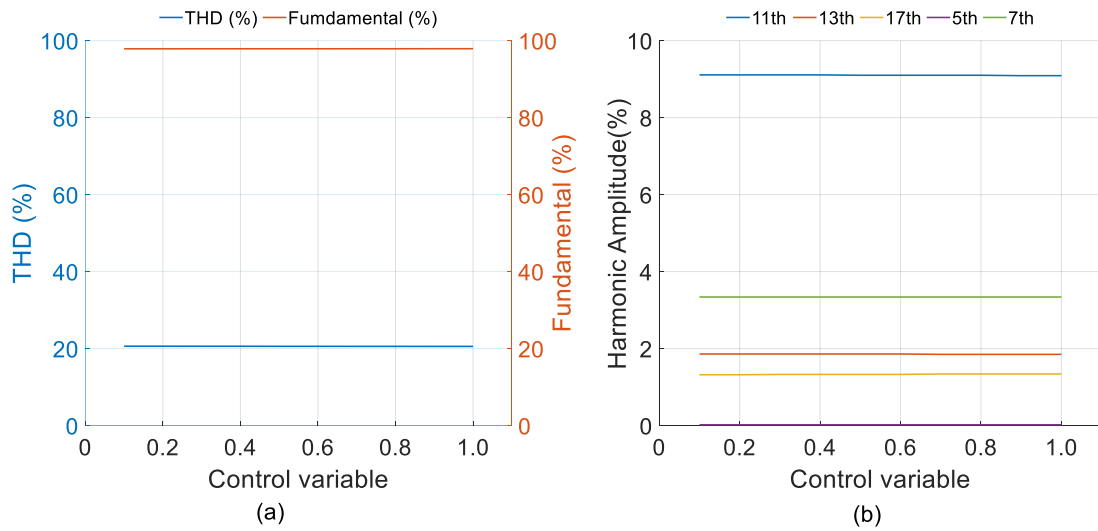 THD (%) Fumdamental (%)
100
80
60
40
20
0
THD (%)
100
80
60
40
20
0
Fundamental (%)
0 0.2 0.4 0.6 0.8 1.0
Control variable
(a)
11th 13th 17th 5th 7th
10
8
6
4
2
0
Harmonic Amplitude(%)
0 0.2 0.4 0.6 0.8 1.0
Control variable
(b)